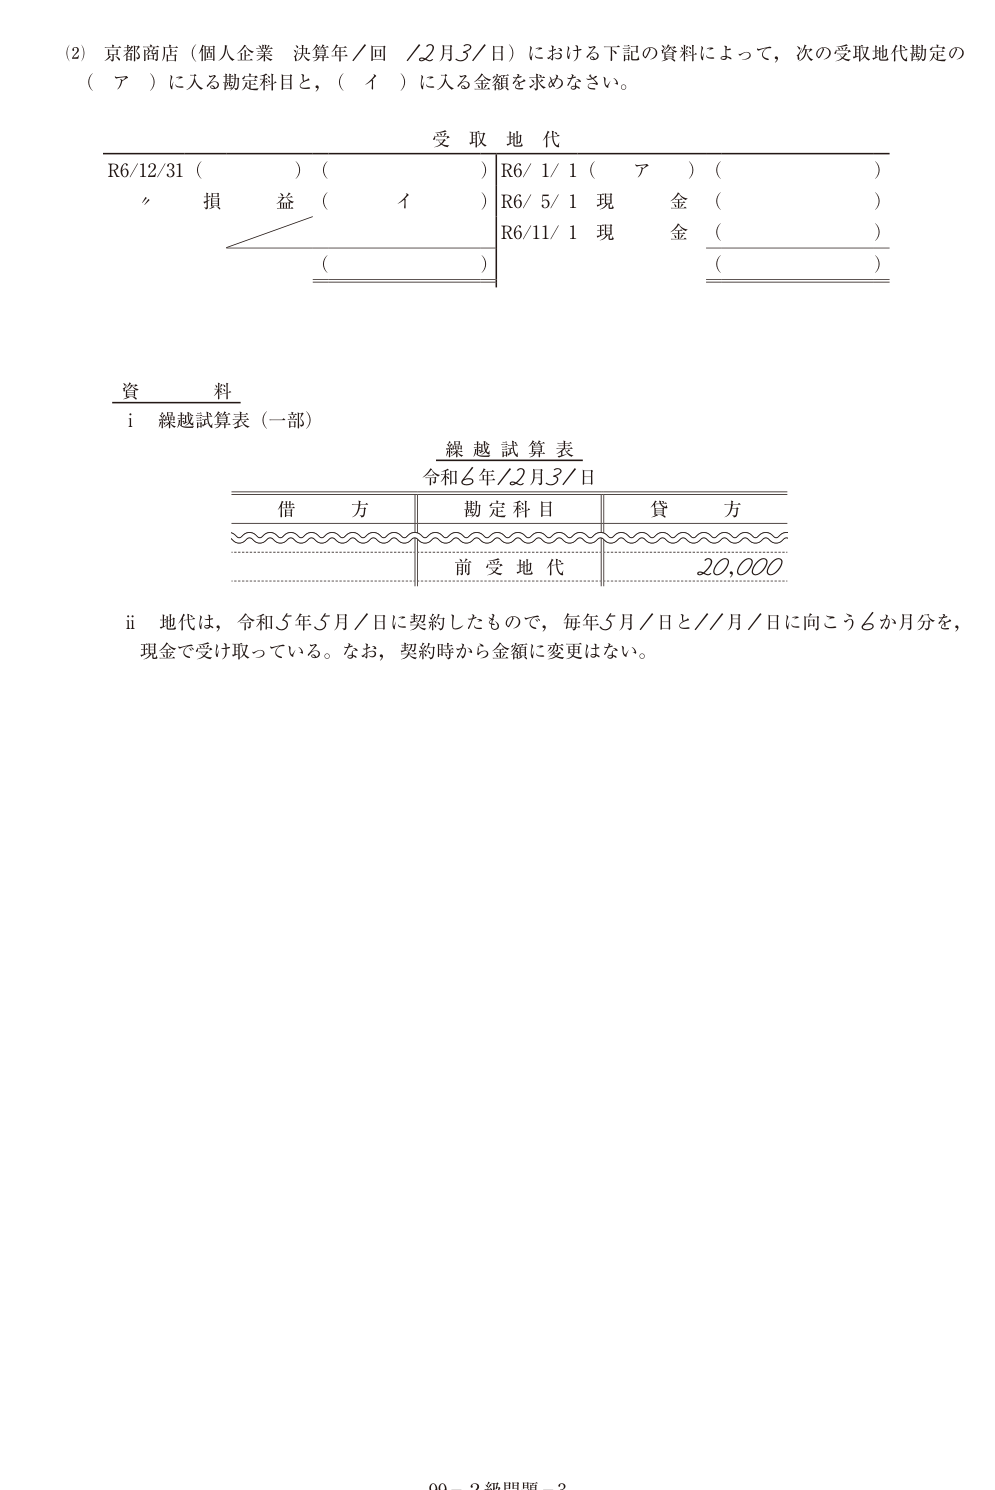 ⑵ 京都商店（個人企業 決算年1回 12月31日）における下記の資料によって，次の受取地代勘定の
（ ア ）に入る勘定科目と，（ イ ）に入る金額を求めなさい。
受 取 地 代
R6/12/31（ ）（ ） R6/ 1/ 1（ ア ）（ ）
〃 損 益（ イ ） R6/ 5/ 1 現 金（ ）
R6/11/ 1 現 金（ ）
（ ） （ ）
資 料
ⅰ 繰越試算表（一部）
繰 越 試 算 表
令和6年12月31日
借 方 勘 定 科 目 貸 方
前 受 地 代 20,000
ⅱ 地代は，令和5年5月1日に契約したもので，毎年5月1日と11月1日に向こう6か月分を，
現金で受け取っている。なお，契約時から金額に変更はない。